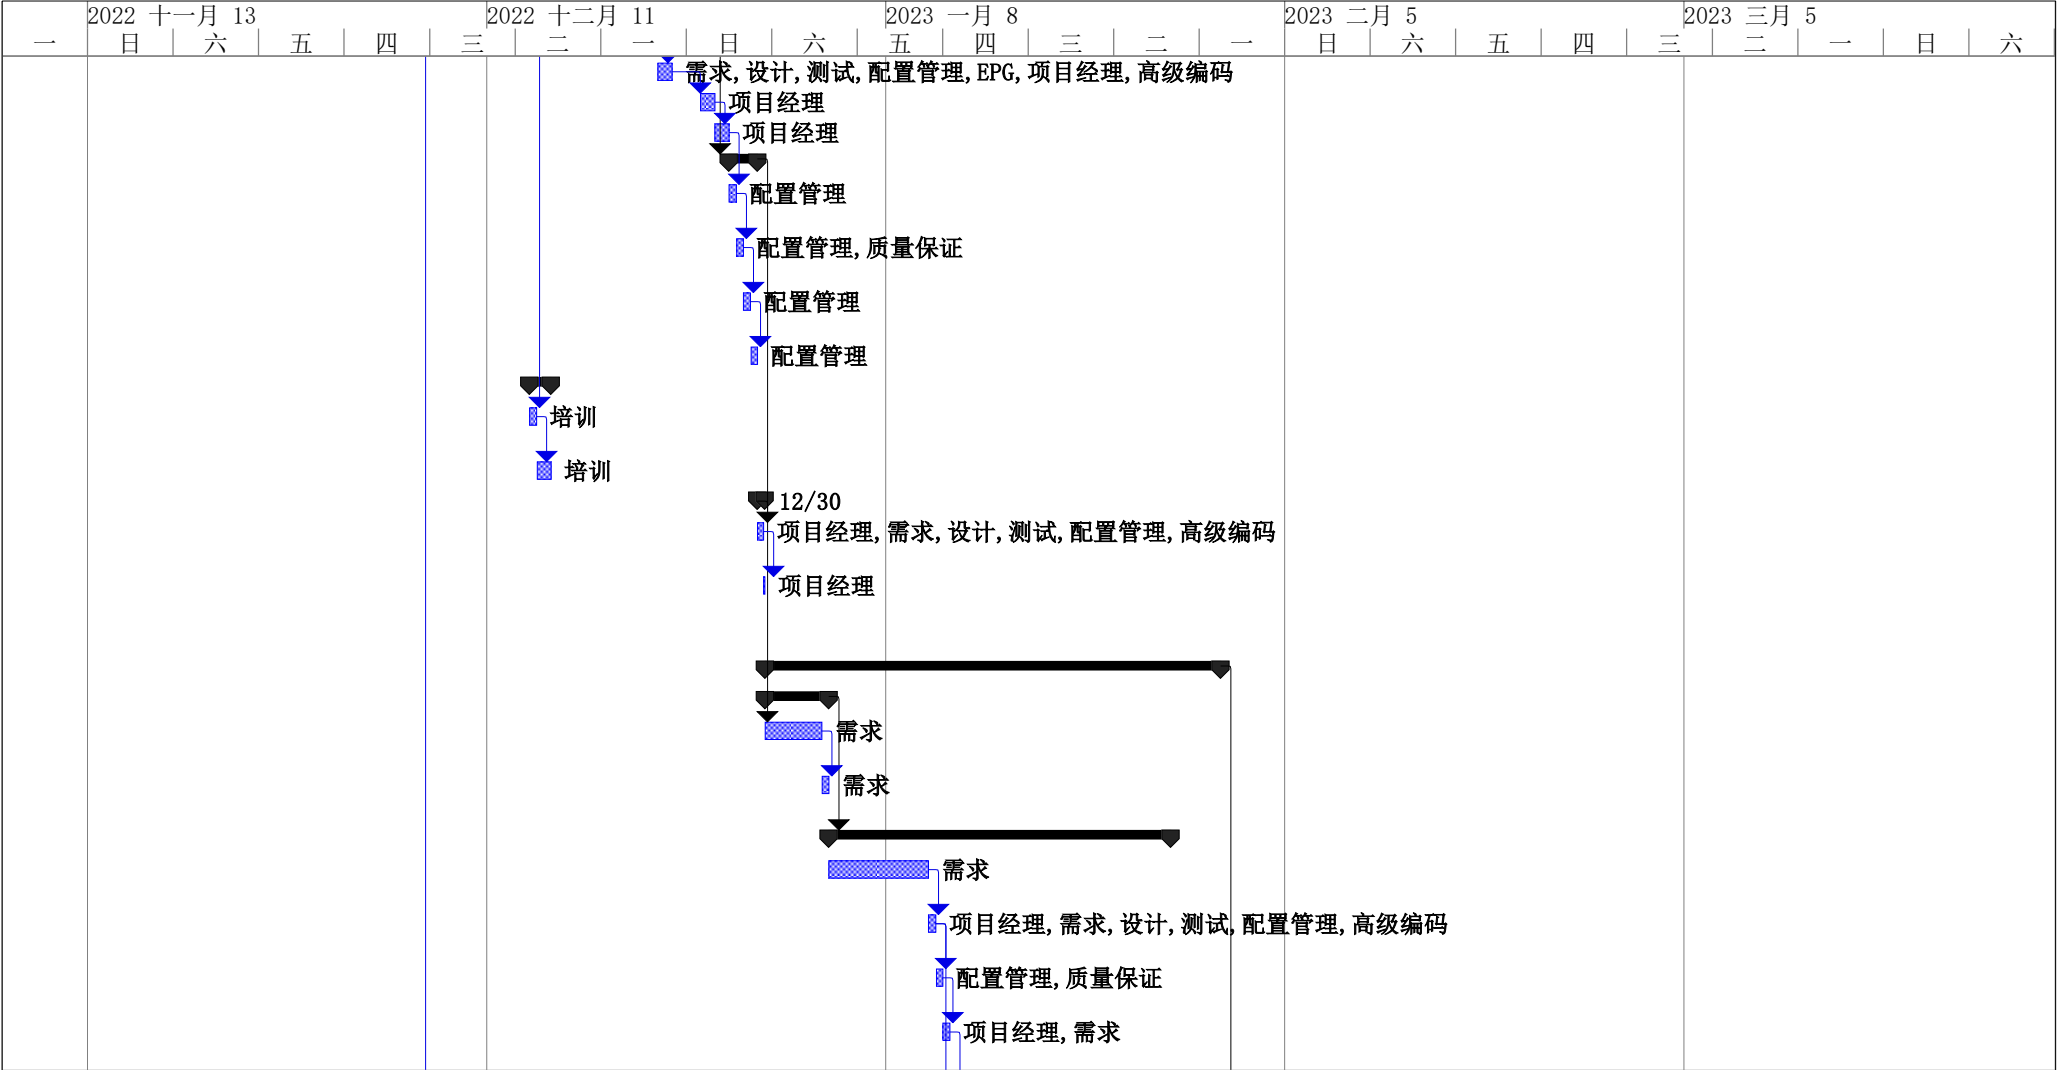 2022 十一月 13 2022 十二月 11 2023 一月 8 2023 二月 5 2023 三月 5
一 日 六 五 四 三 二 一 日 六 五 四 三 二 一 日 六 五 四 三 二 一 日 六
需求,设计,测试,配置管理,EPG,项目经理,高级编码
项目经理
项目经理
配置管理
配置管理,质量保证
配置管理
配置管理
培训
培训
12/30
项目经理,需求,设计,测试,配置管理,高级编码
项目经理
需求
需求
需求
项目经理,需求,设计,测试,配置管理,高级编码
配置管理,质量保证
项目经理,需求